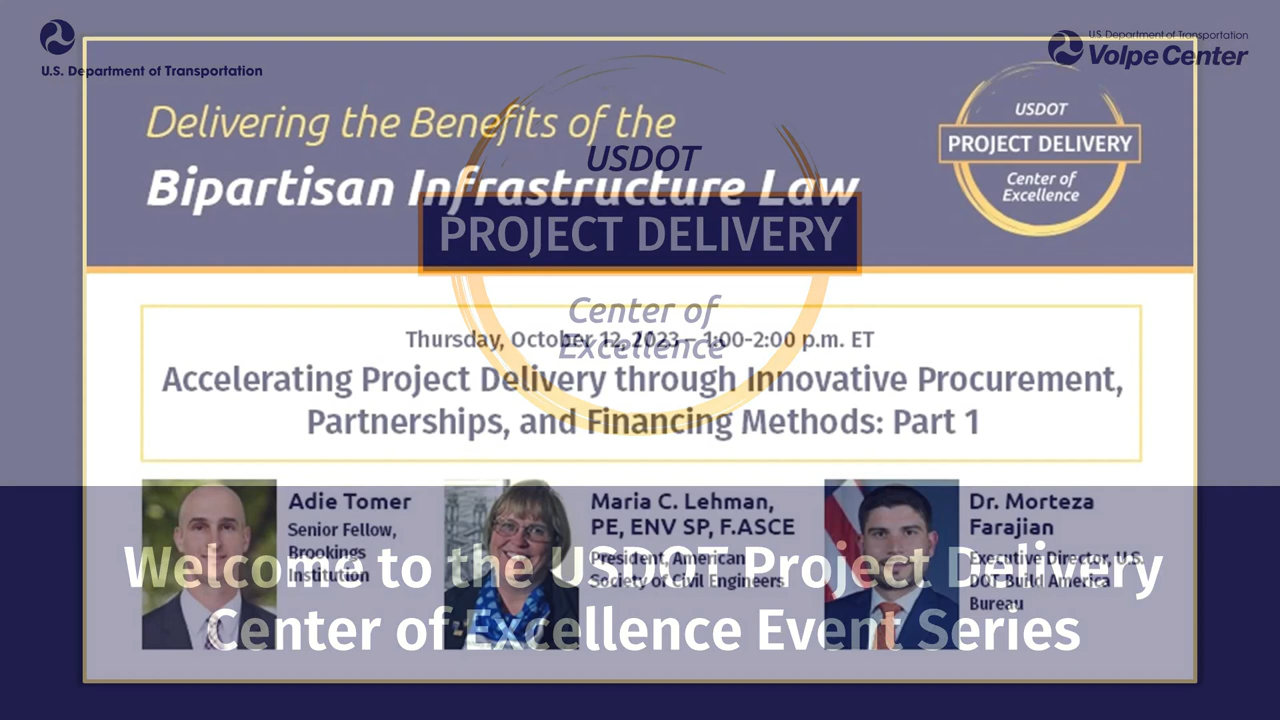 U.S. Department of Transportation
U.S. Department of Transportation
Volpe Center
Delivering the Benefits of the
Bipartisan Infrastructure Law
USDOT
PROJECT DELIVERY
Center of
Excellence
USDOT
PROJECT DELIVERY
Center of
Excellence
Thursday, October 12, 2023 – 1:00-2:00 p.m. ET
Accelerating Project Delivery through Innovative Procurement,
Partnerships, and Financing Methods: Part 1
Adie Tomer
Senior Fellow,
Brookings
Institution
Maria C. Lehman,
PE, ENV SP, F.ASCE
President, American
Society of Civil Engineers
Dr. Morteza
Farajian
Executive Director, U.S.
DOT Build America
Bureau
Welcome to the USDOT Project Delivery
Center of Excellence Event Series